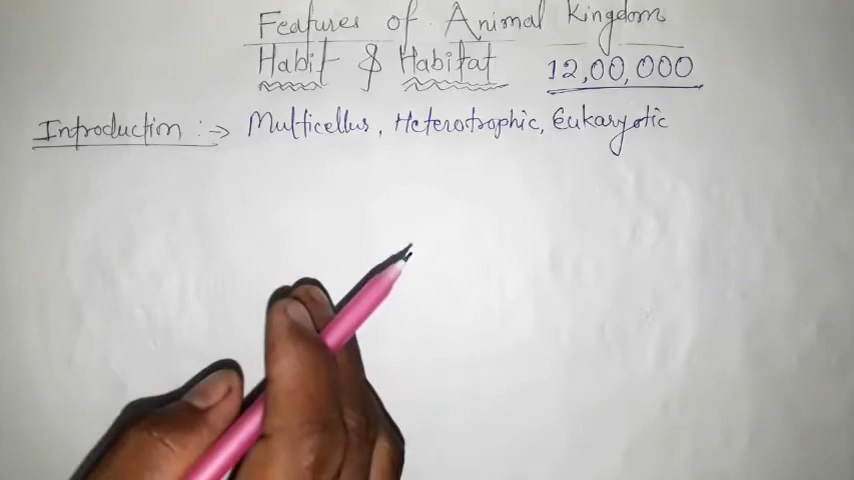 Features of Animal Kingdom
Habit & Habitat 12,00,000
Introduction :-> Multicellus, Heterotrophic, Eukaryotic